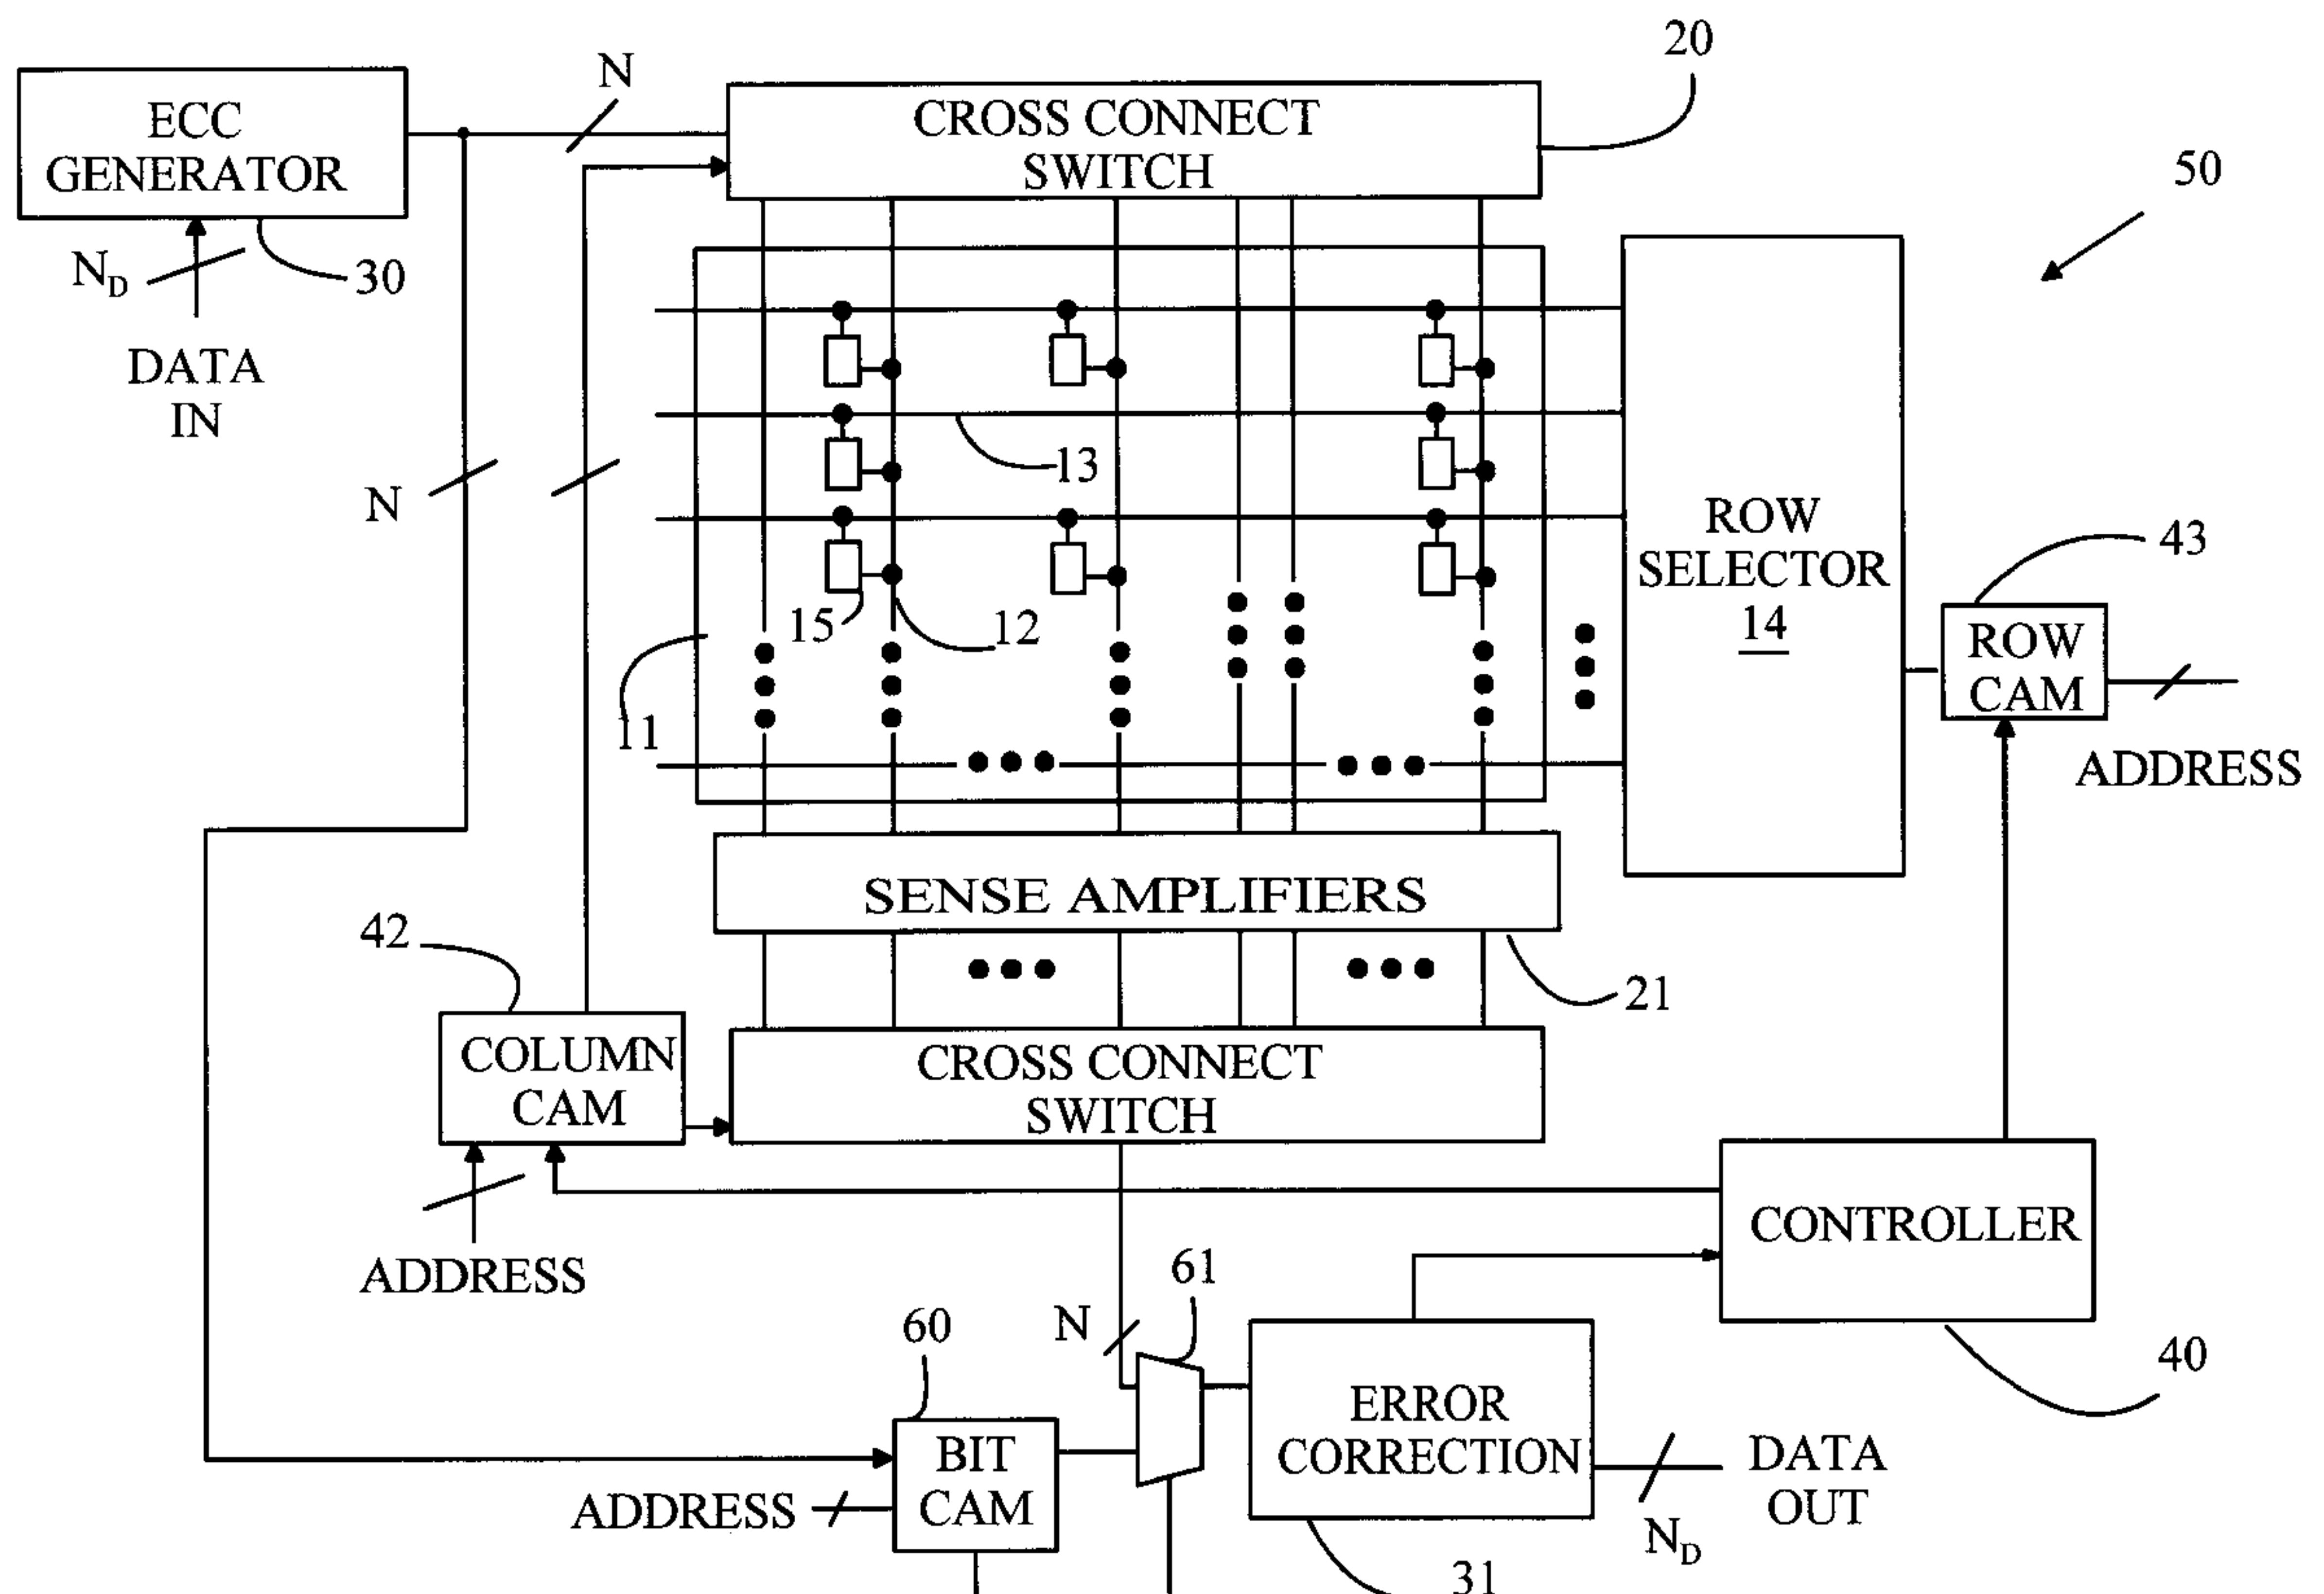 N
20
ECC
GENERATOR
CROSS CONNECT
SWITCH
50
N_D
30
DATA
IN
13
N
ROW
SELECTOR
14
43
15
12
ROW
CAM
11
ADDRESS
SENSE AMPLIFIERS
42
21
COLUMN
CAM
CROSS CONNECT
SWITCH
CONTROLLER
ADDRESS
61
60
N
40
ERROR
CORRECTION
BIT
CAM
DATA
OUT
ADDRESS
N_D
31